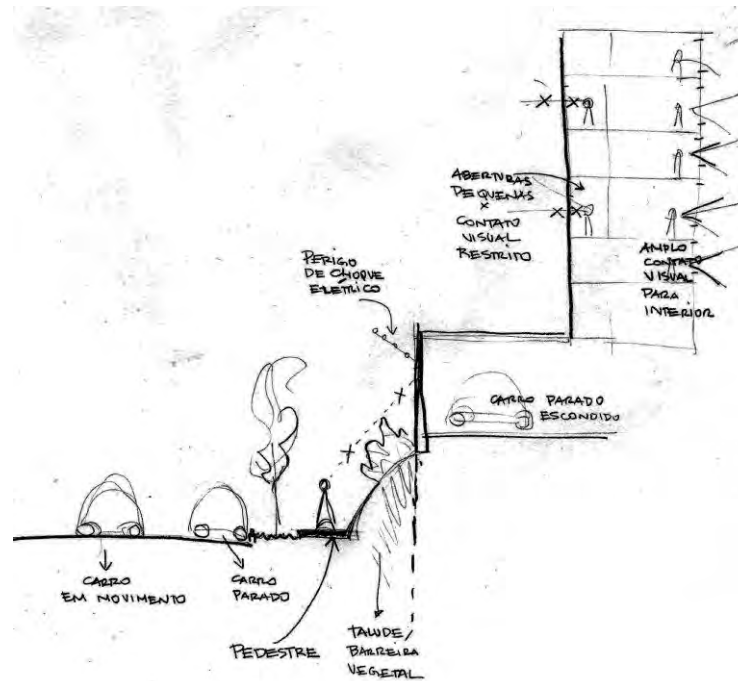 ABERTURAS
PEQUENAS
x
CONTATO
VISUAL
RESTRITO
AMPLO
CONTATO
VISUAL
PARA
INTERIOR
PERIGO
DE CHOQUE
ELÉTRICO
CARRO PARADO
ESCONDIDO
CARRO
EM MOVIMENTO
CARRO
PARADO
PEDESTRE
TALUDE/
BARREIRA
VEGETAL